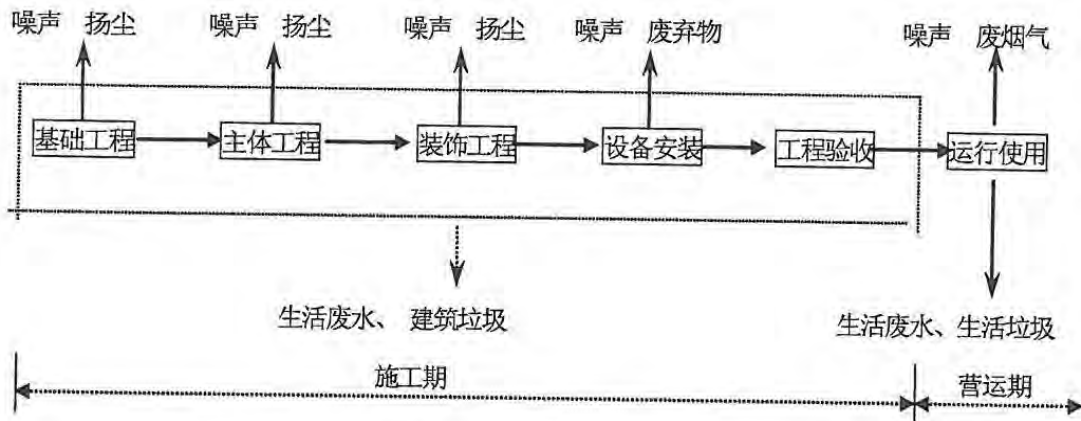 噪声 扬尘 噪声 扬尘 噪声 扬尘 噪声 废弃物 噪声 废烟气
基础工程 主体工程 装饰工程 设备安装 工程验收 运行使用
生活废水、建筑垃圾 生活废水、生活垃圾
施工期 营运期